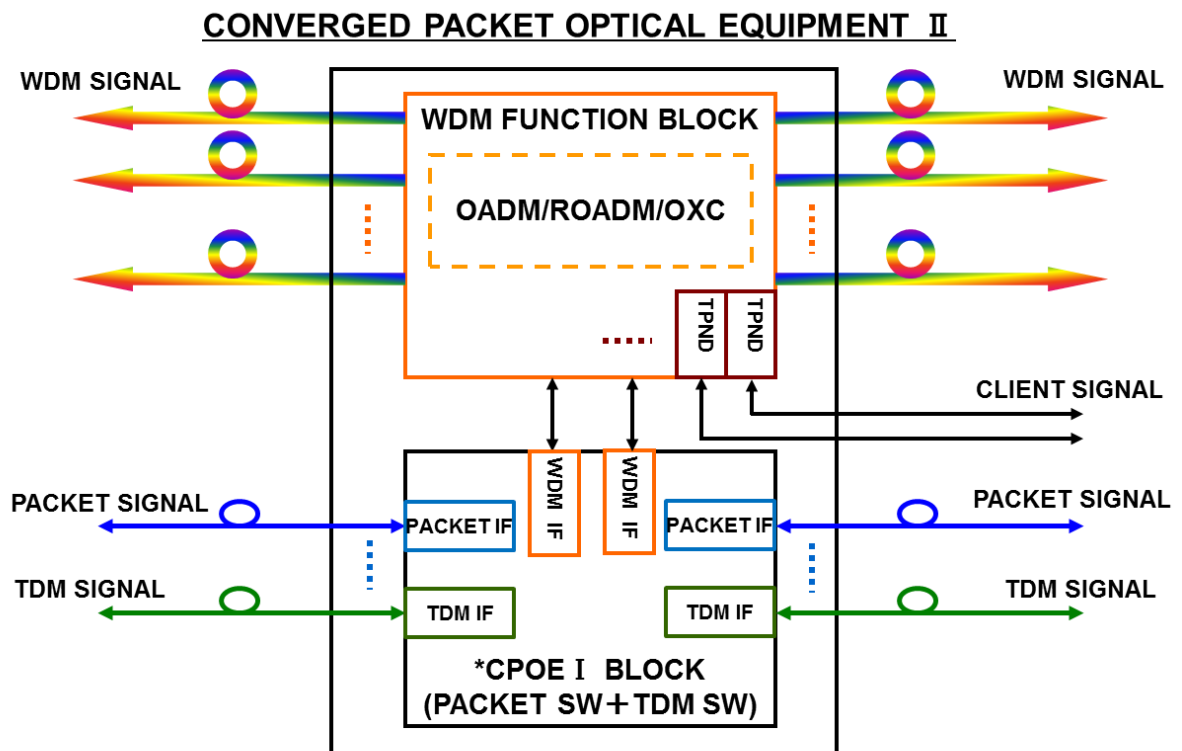 CONVERGED PACKET OPTICAL EQUIPMENT Ⅱ
WDM SIGNAL
WDM SIGNAL
WDM FUNCTION BLOCK
OADM/ROADM/OXC
TPND
TPND
CLIENT SIGNAL
WDM IF
WDM IF
PACKET SIGNAL
PACKET IF
PACKET IF
PACKET SIGNAL
TDM SIGNAL
TDM IF
TDM IF
TDM SIGNAL
*CPOE Ⅰ BLOCK
(PACKET SW＋TDM SW)